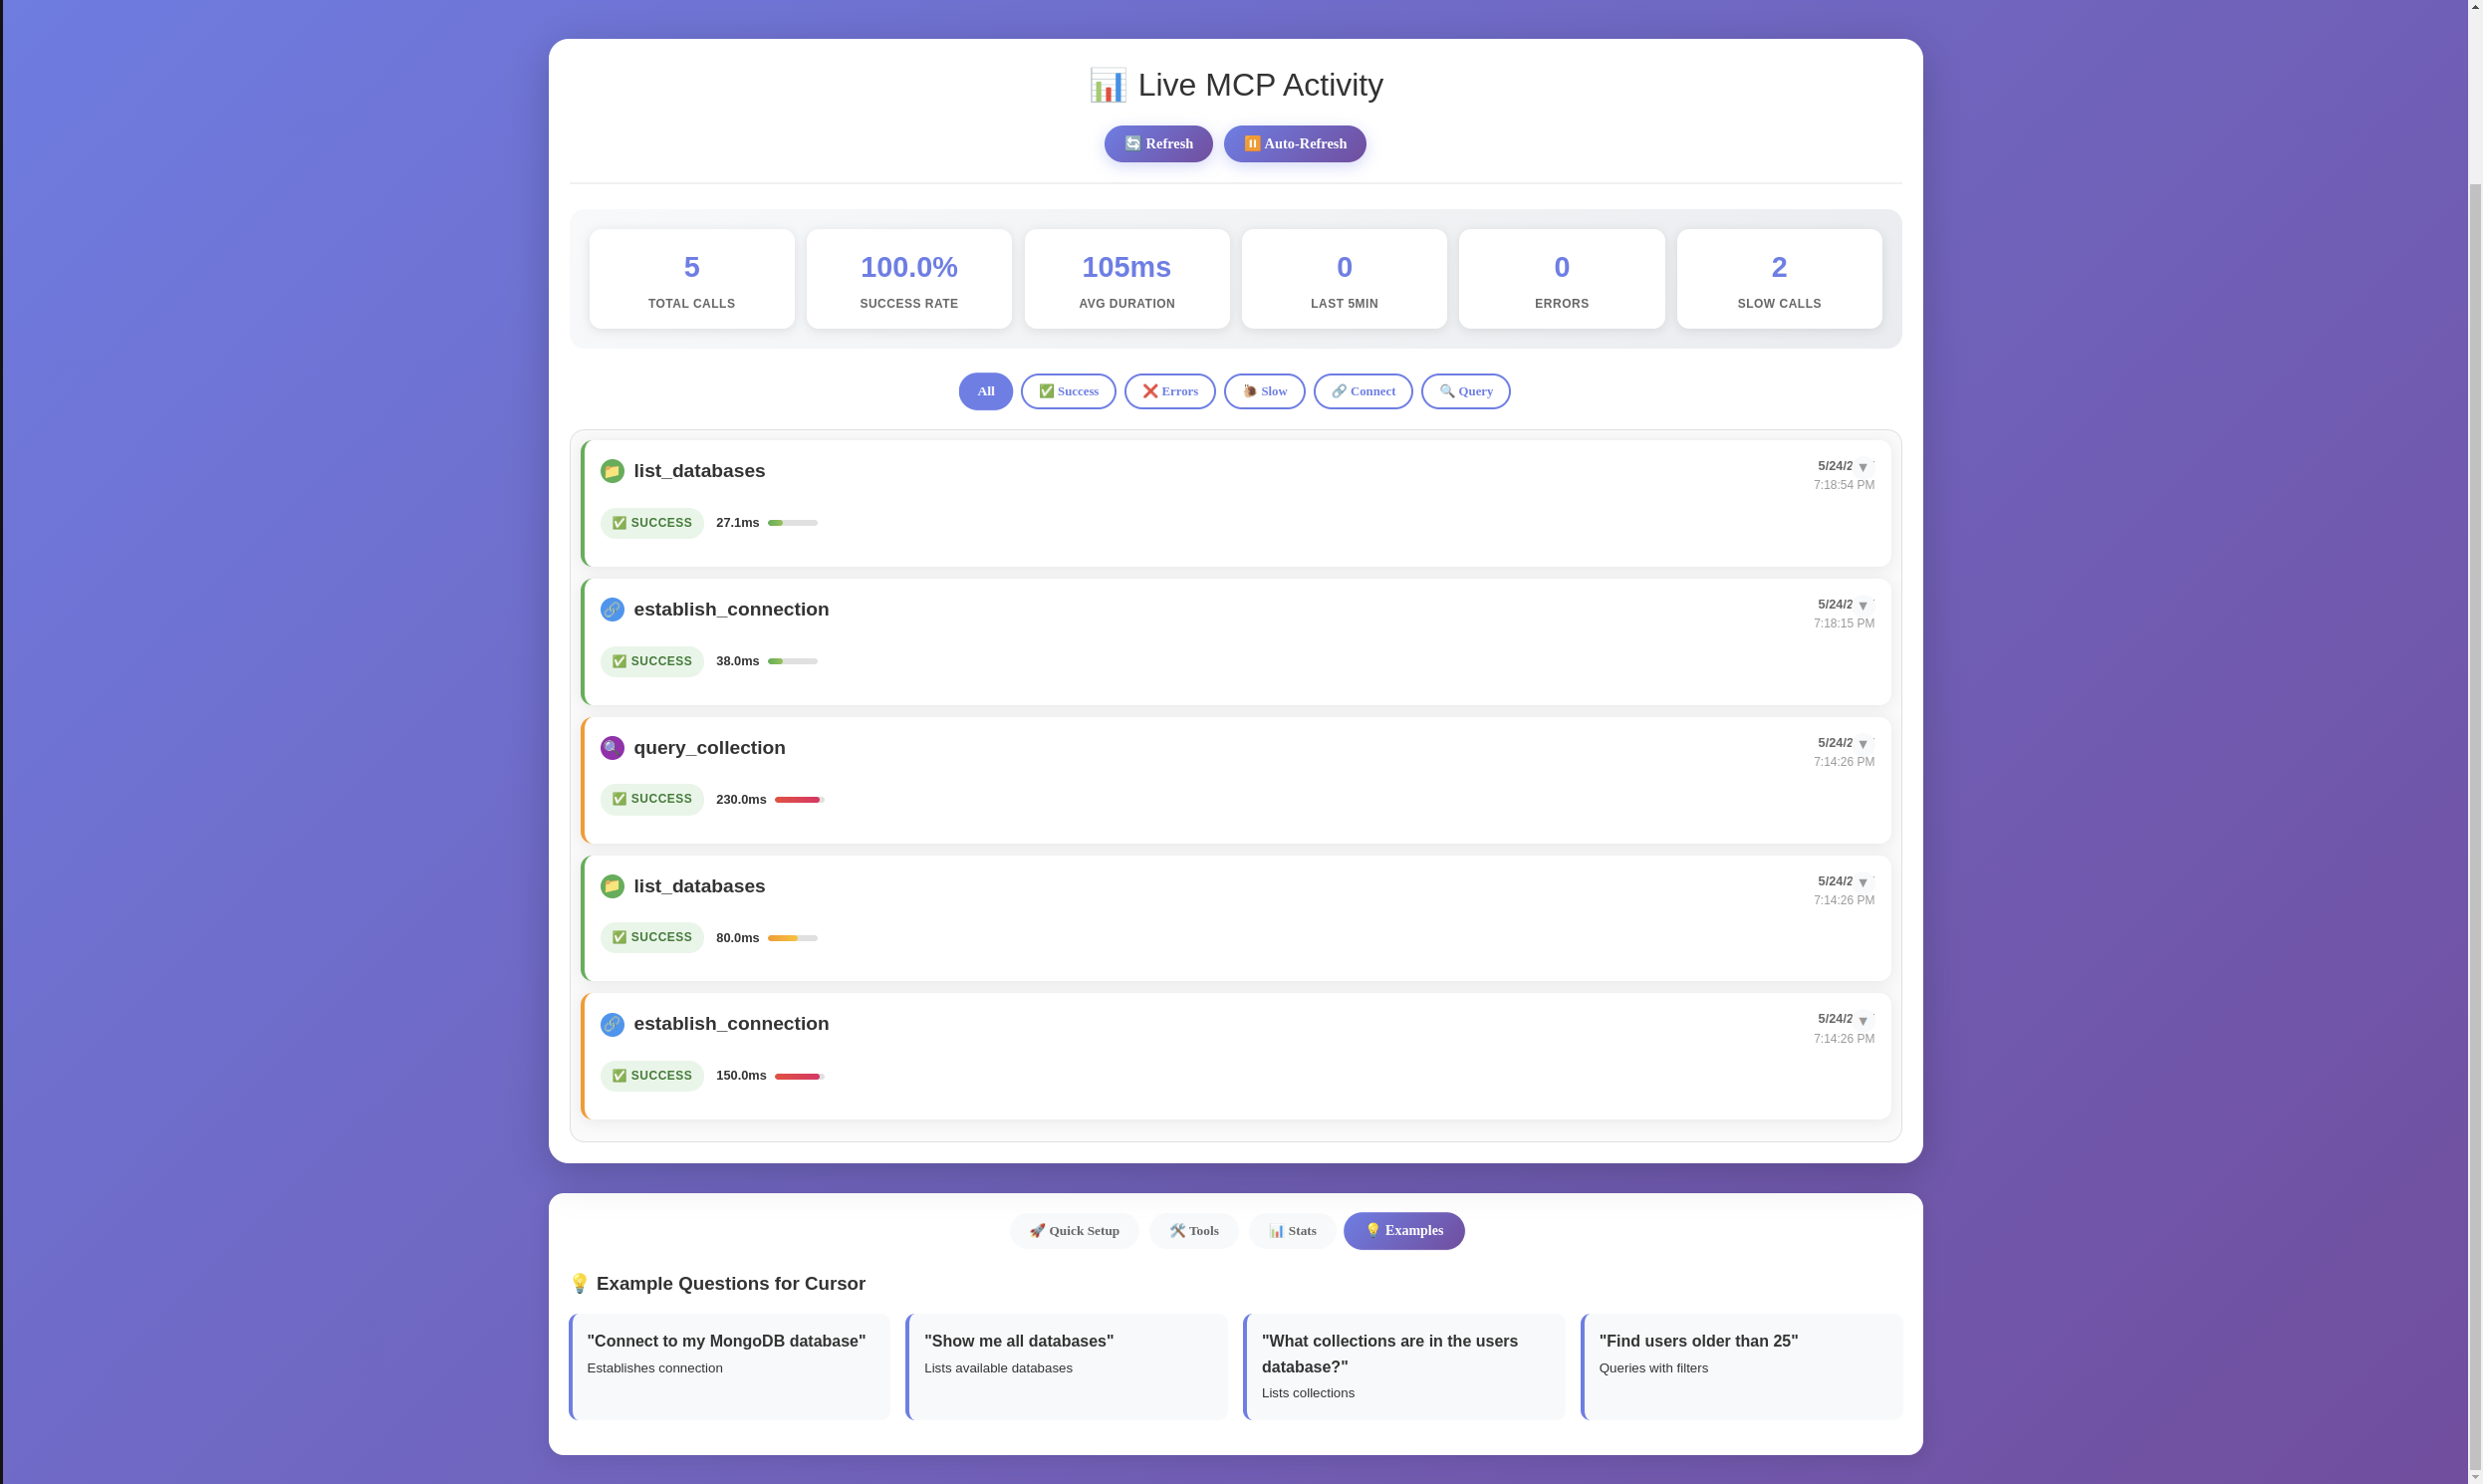 Live MCP Activity
Refresh
Auto-Refresh
5
TOTAL CALLS
100.0%
SUCCESS RATE
105ms
AVG DURATION
0
LAST 5MIN
0
ERRORS
2
SLOW CALLS
All
Success
Errors
Slow
Connect
Query
list_databases
5/24/2
7:18:54 PM
SUCCESS 27.1ms
establish_connection
5/24/2
7:18:15 PM
SUCCESS 38.0ms
query_collection
5/24/2
7:14:26 PM
SUCCESS 230.0ms
list_databases
5/24/2
7:14:26 PM
SUCCESS 80.0ms
establish_connection
5/24/2
7:14:26 PM
SUCCESS 150.0ms
Quick Setup
Tools
Stats
Examples
Example Questions for Cursor
"Connect to my MongoDB database"
Establishes connection
"Show me all databases"
Lists available databases
"What collections are in the users
database?"
Lists collections
"Find users older than 25"
Queries with filters